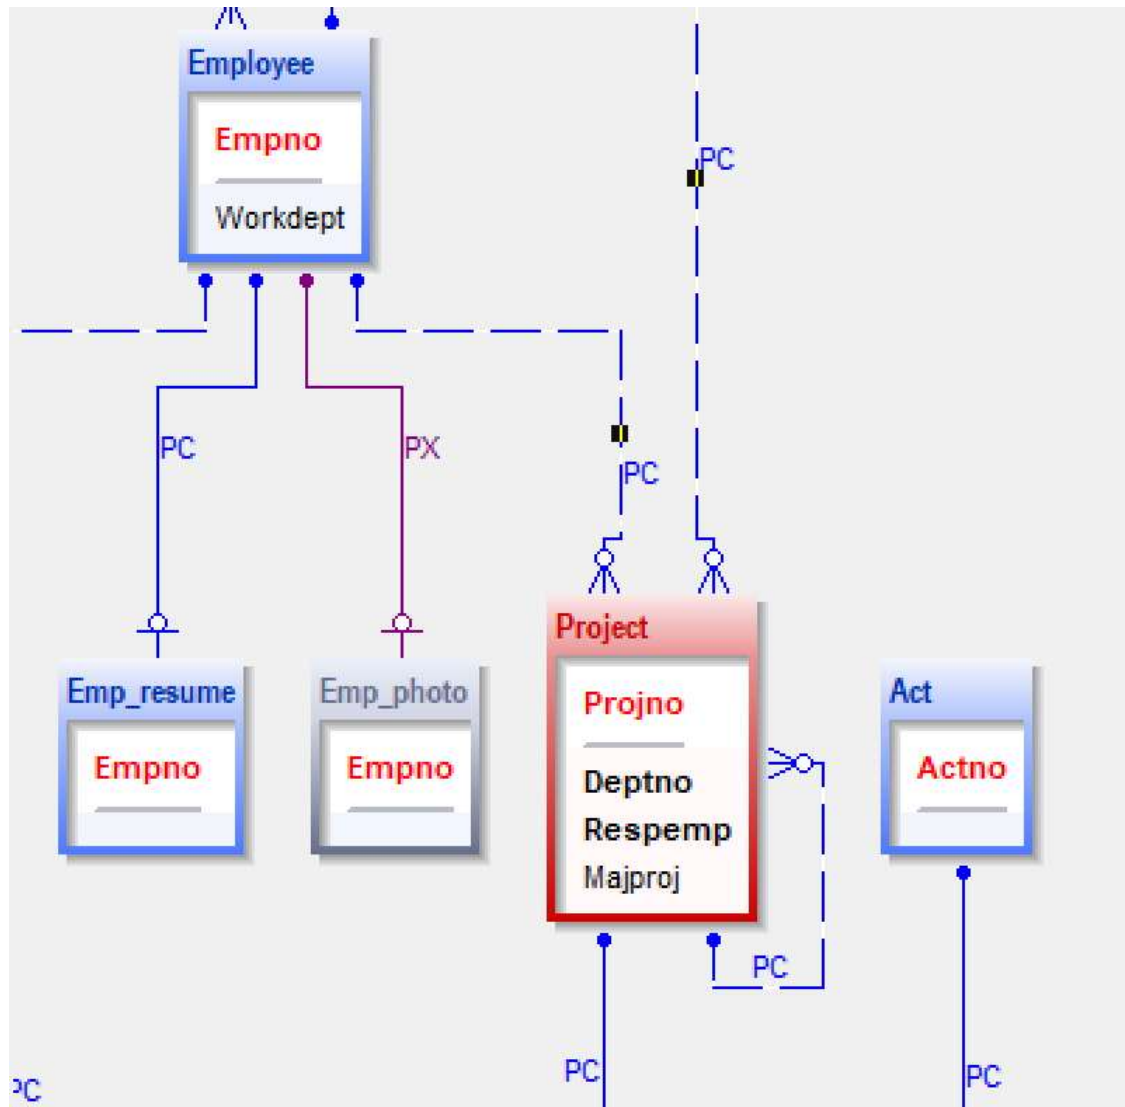 Employee
Empno
Workdept
PC
PC
PX
PC
Emp_resume
Empno
Emp_photo
Empno
Project
Projno
Deptno
Respemp
Majproj
Act
Actno
PC
PC
PC
PC